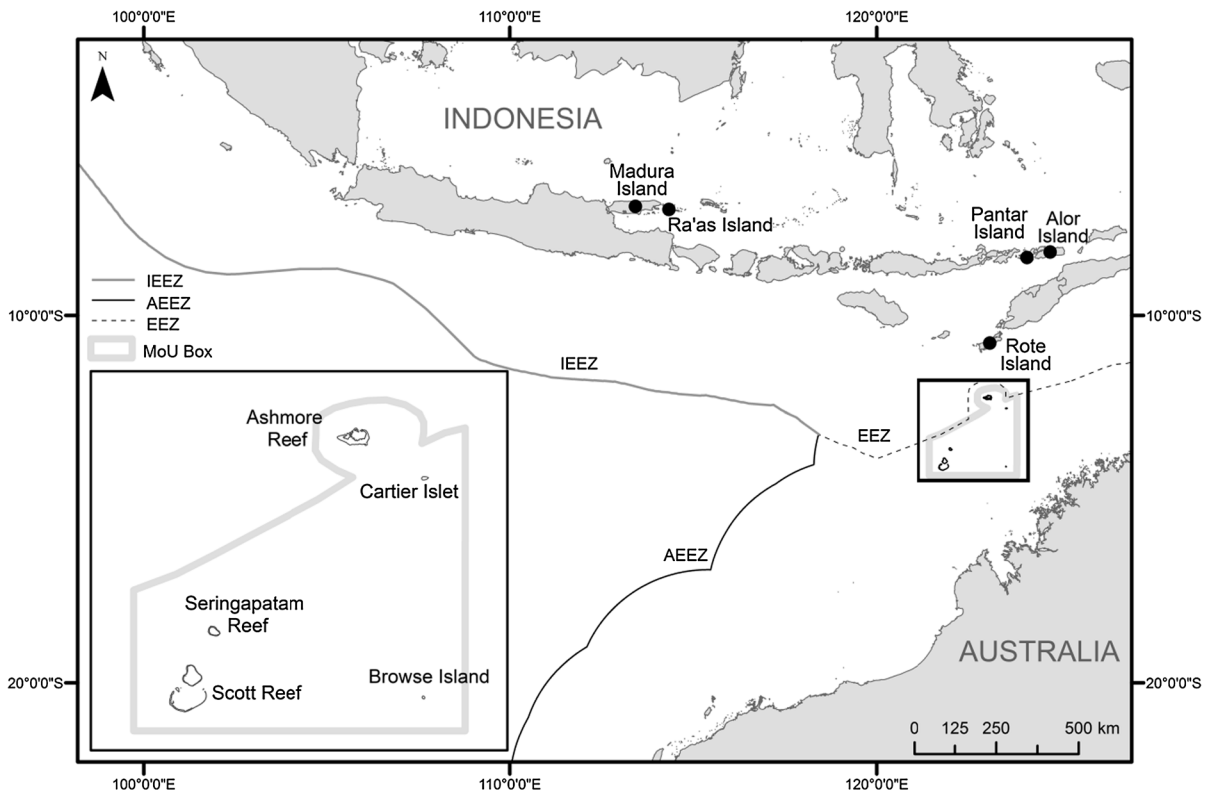 100°0'0"E 110°0'0"E 120°0'0"E
N
INDONESIA
Madura
Island
Ra'as Island
Pantar
Island
Alor
Island
IEEZ
AEEZ
EEZ
MoU Box
10°0'0"S
10°0'0"S
Rote
Island
IEEZ
EEZ
Ashmore
Reef
Cartier Islet
AEEZ
Seringapatam
Reef
Scott Reef
Browse Island
AUSTRALIA
20°0'0"S
20°0'0"S
0 125 250 500 km
100°0'0"E 110°0'0"E 120°0'0"E